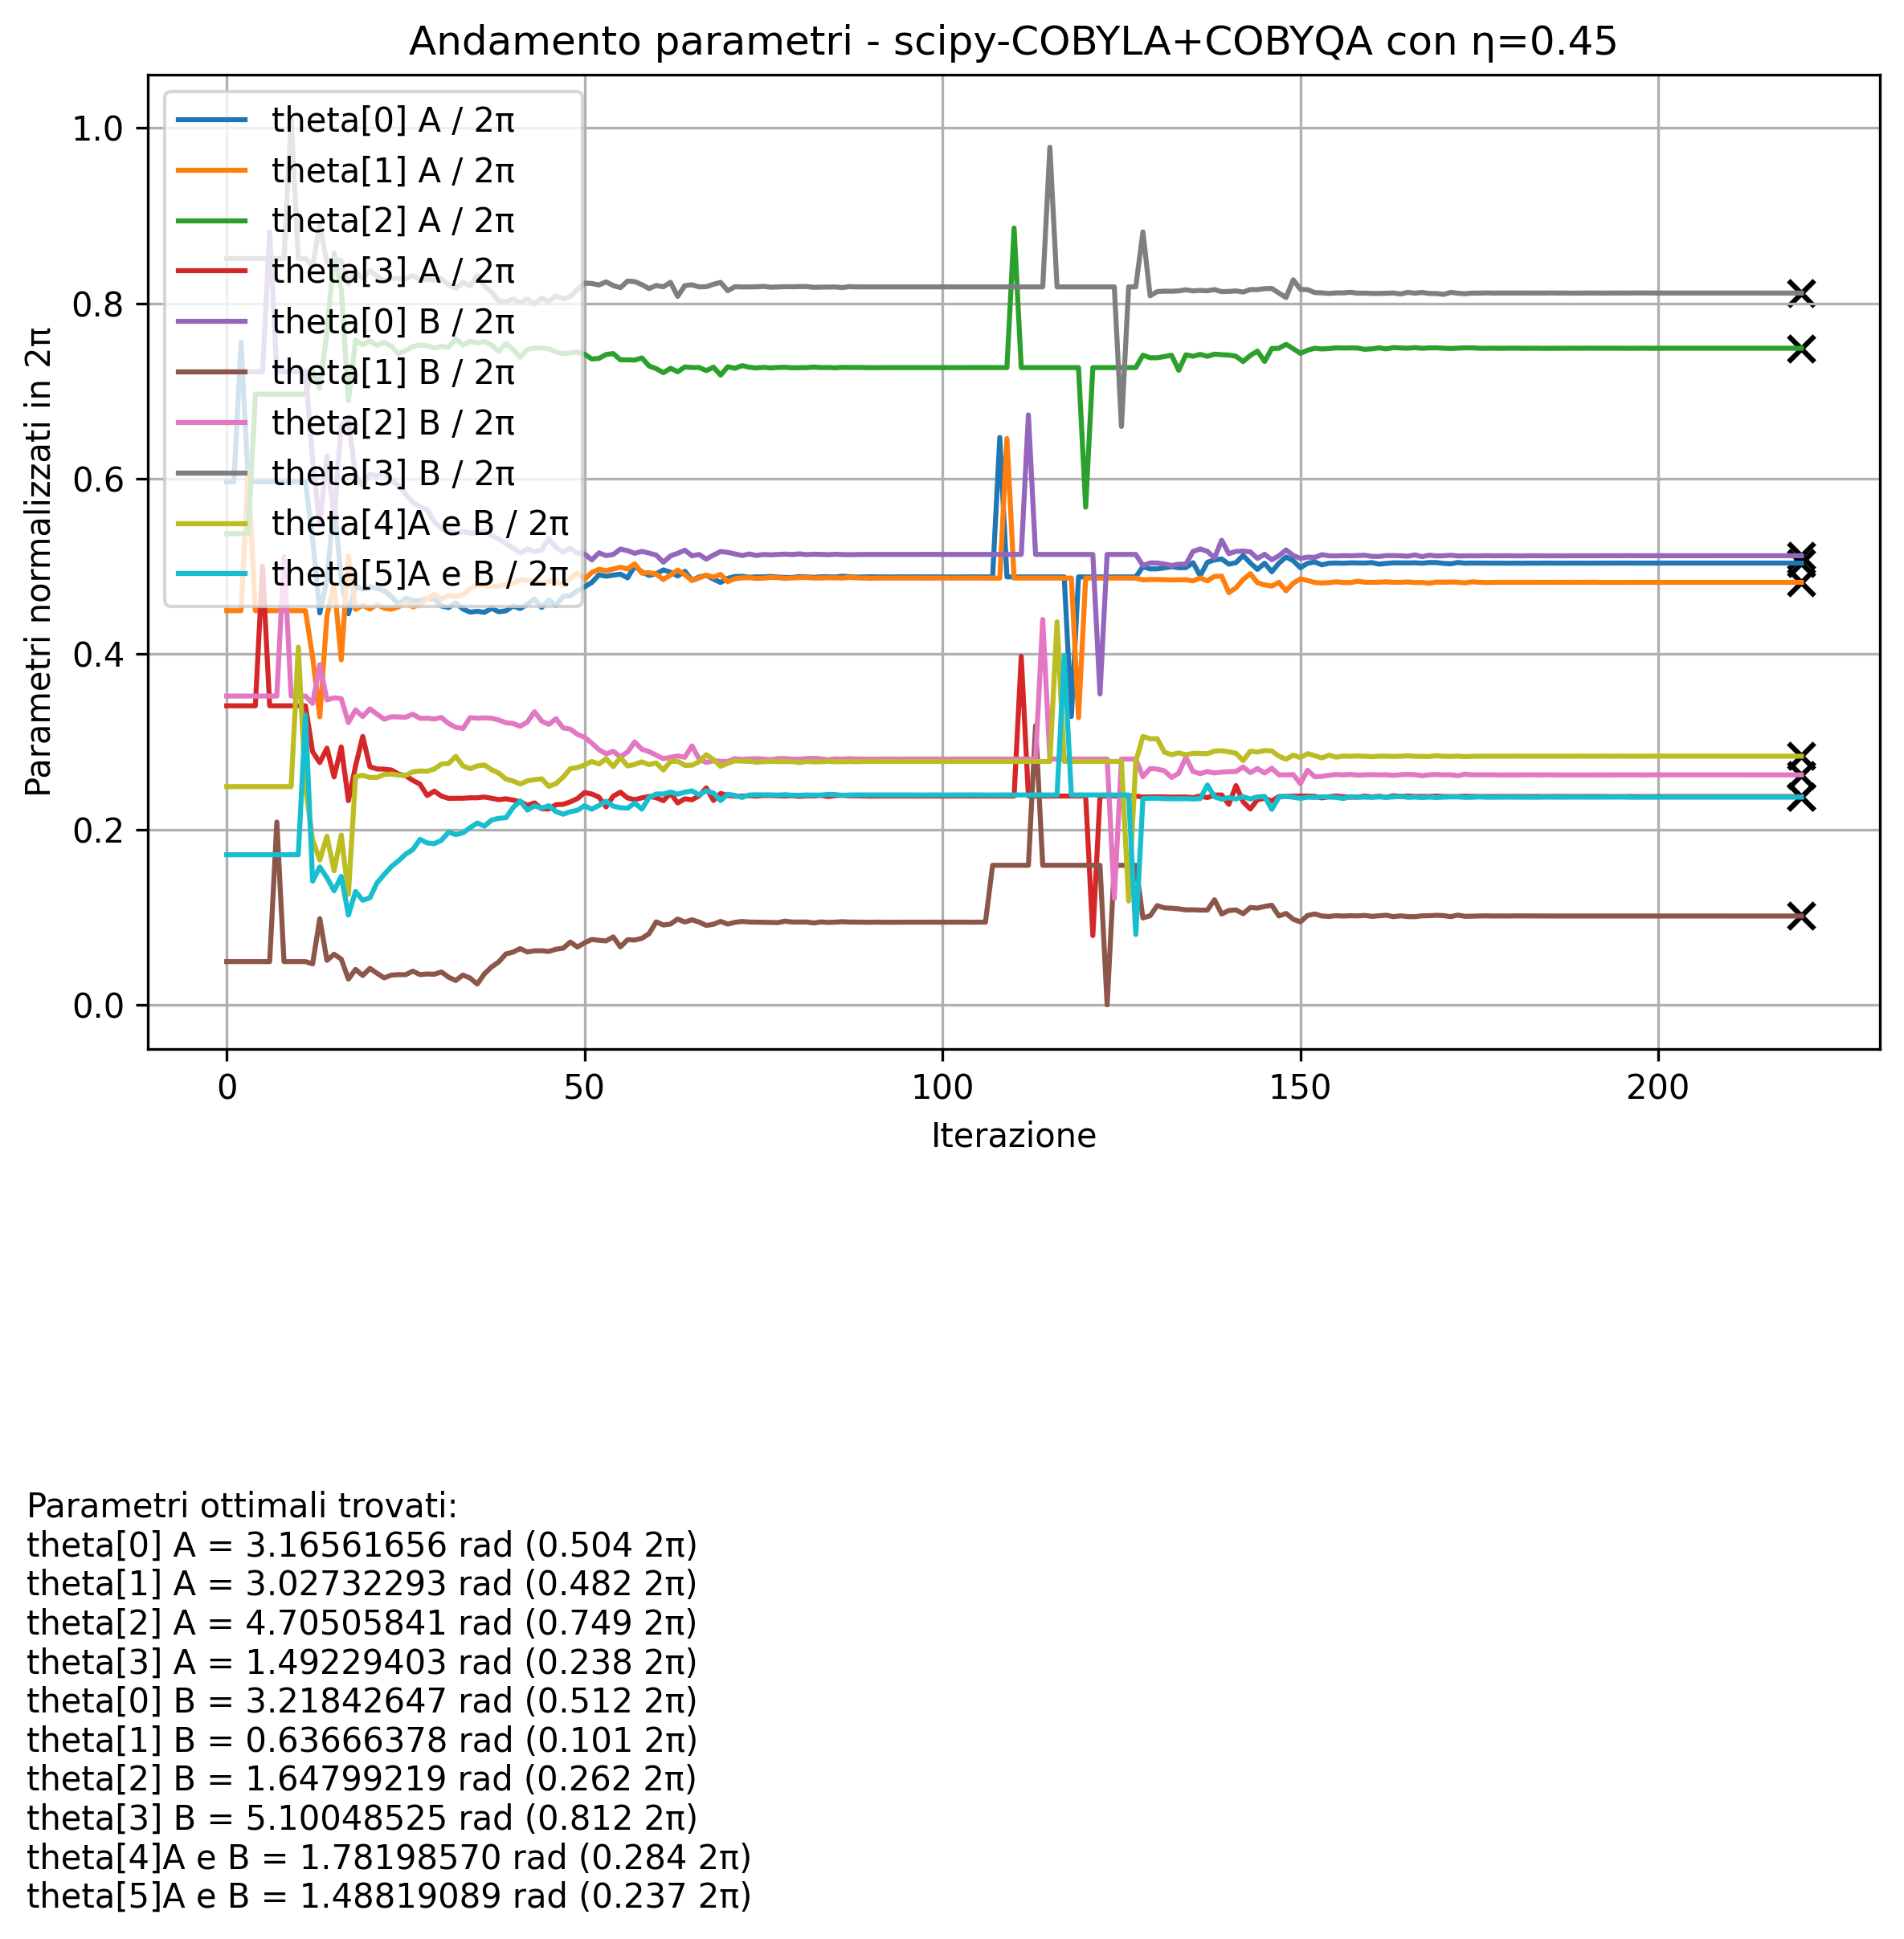 Andamento parametri - scipy-COBYLA+COBYQA con η=0.45
Parametri normalizzati in 2π
1.0
0.8
0.6
0.4
0.2
0.0
theta[0] A / 2π
theta[1] A / 2π
theta[2] A / 2π
theta[3] A / 2π
theta[0] B / 2π
theta[1] B / 2π
theta[2] B / 2π
theta[3] B / 2π
theta[4]A e B / 2π
theta[5]A e B / 2π
0 50 100 150 200
Iterazione
Parametri ottimali trovati:
theta[0] A = 3.16561656 rad (0.504 2π)
theta[1] A = 3.02732293 rad (0.482 2π)
theta[2] A = 4.70505841 rad (0.749 2π)
theta[3] A = 1.49229403 rad (0.238 2π)
theta[0] B = 3.21842647 rad (0.512 2π)
theta[1] B = 0.63666378 rad (0.101 2π)
theta[2] B = 1.64799219 rad (0.262 2π)
theta[3] B = 5.10048525 rad (0.812 2π)
theta[4]A e B = 1.78198570 rad (0.284 2π)
theta[5]A e B = 1.48819089 rad (0.237 2π)